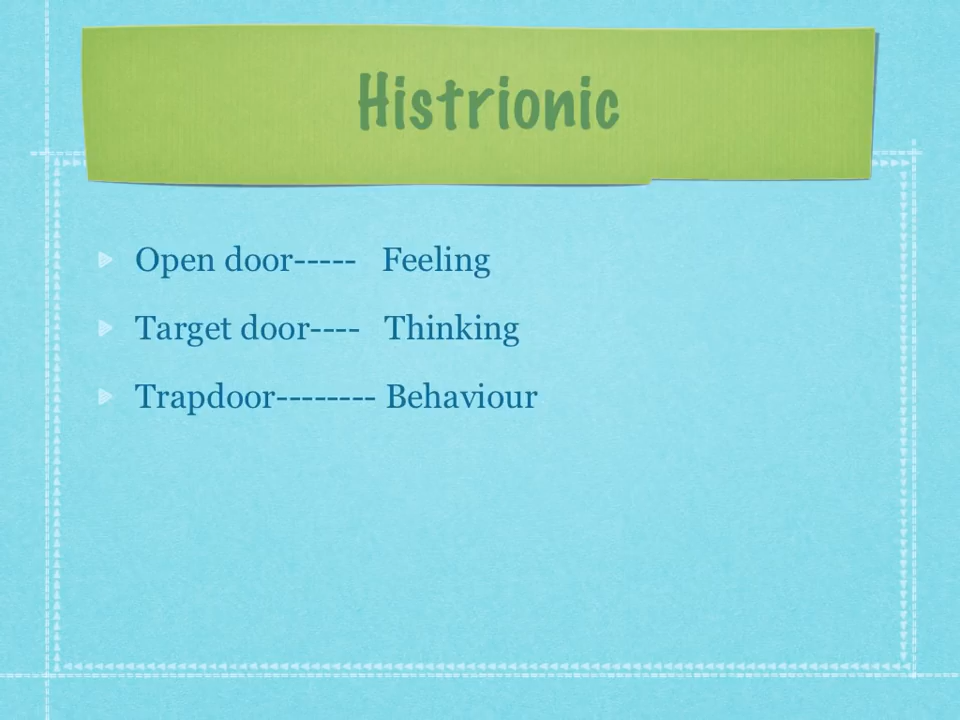 Histrionic
Open door----- Feeling
Target door---- Thinking
Trapdoor-------- Behaviour